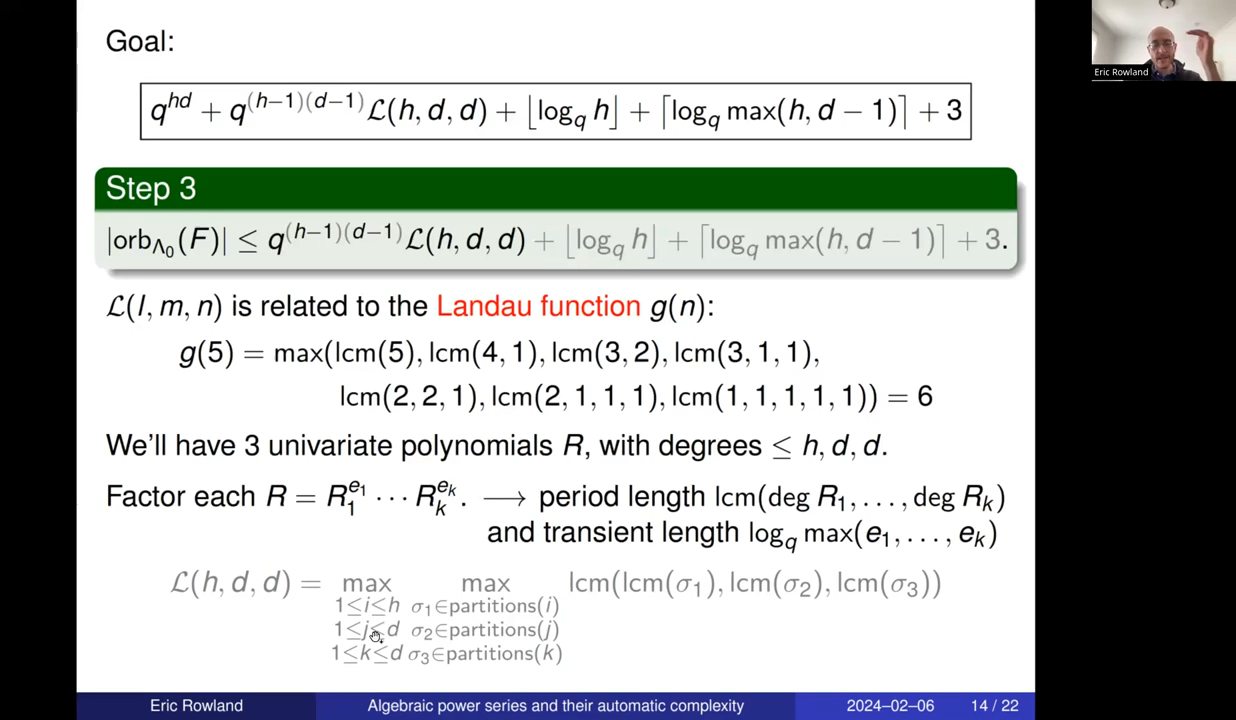 Goal:
q^{hd} + q^{(h−1)(d−1)}ℒ(h, d, d) + ⌊log_q h⌋ + ⌈log_q max(h, d − 1)⌉ + 3
Step 3
|orb_{Λ_0}(F)| ≤ q^{(h−1)(d−1)}ℒ(h, d, d) + ⌊log_q h⌋ + ⌈log_q max(h, d − 1)⌉ + 3.
ℒ(l, m, n) is related to the Landau function g(n):
g(5) = max(lcm(5), lcm(4, 1), lcm(3, 2), lcm(3, 1, 1),
lcm(2, 2, 1), lcm(2, 1, 1, 1), lcm(1, 1, 1, 1, 1)) = 6
We'll have 3 univariate polynomials R, with degrees ≤ h, d, d.
Factor each R = R_1^{e_1} ⋯ R_k^{e_k}. ⟶ period length lcm(deg R_1, …, deg R_k)
and transient length log_q max(e_1, …, e_k)
ℒ(h, d, d) = max max lcm(lcm(σ_1), lcm(σ_2), lcm(σ_3))
1≤i≤h σ_1∈partitions(i)
1≤j≤d σ_2∈partitions(j)
1≤k≤d σ_3∈partitions(k)
Eric Rowland Algebraic power series and their automatic complexity 2024–02–06 14 / 22
Eric Rowland